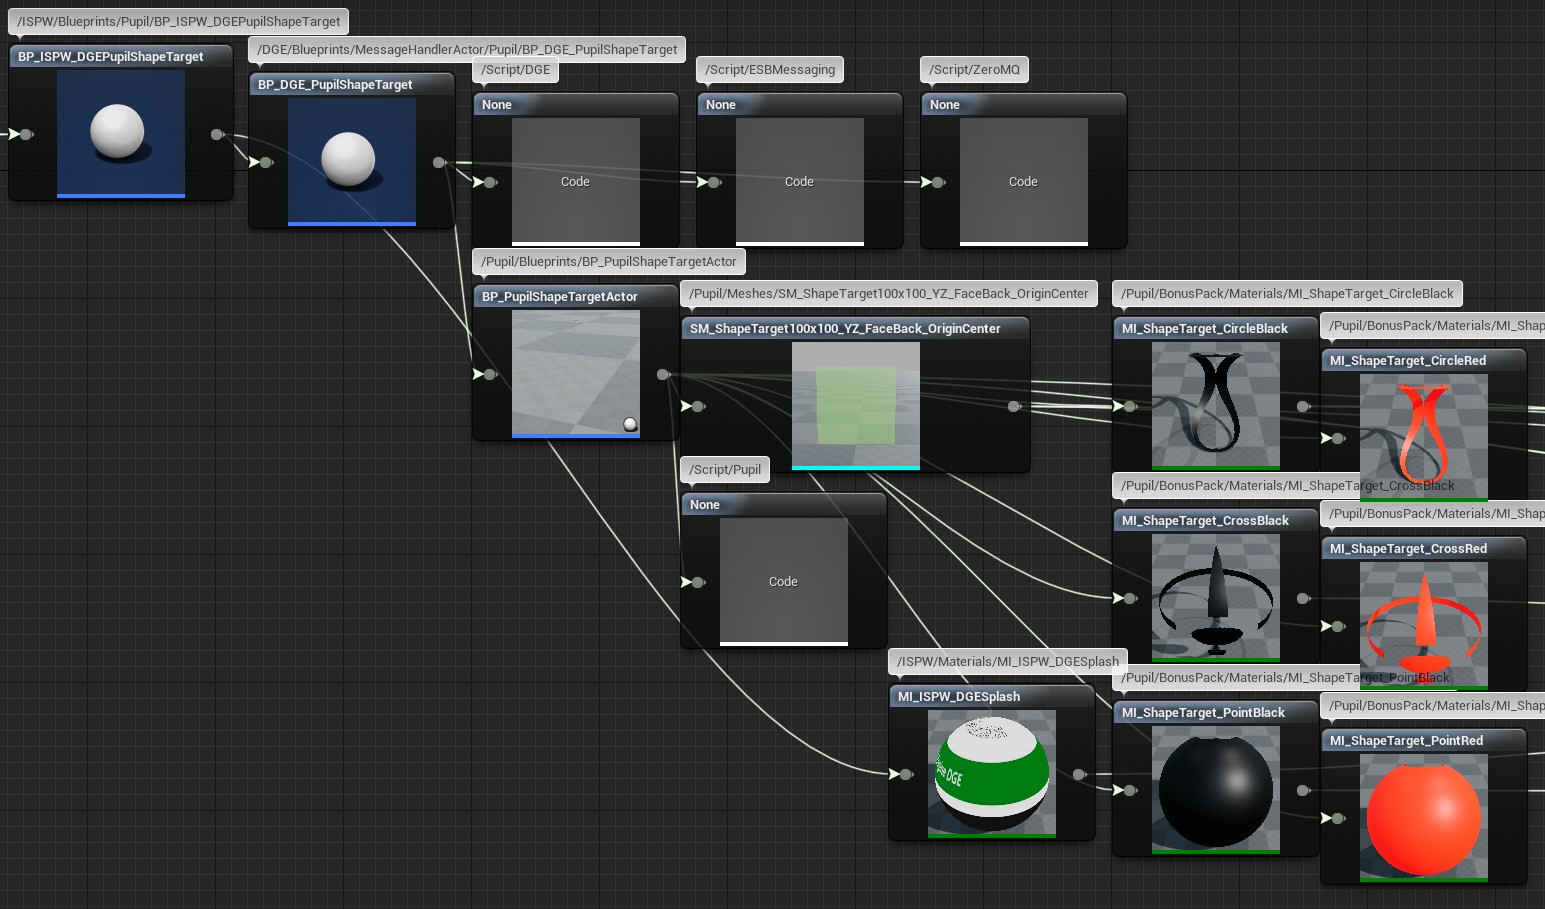 /ISPW/Blueprints/Pupil/BP_ISPW_DGEPupilShapeTarget
BP_ISPW_DGEPupilShapeTarget
/DGE/Blueprints/MessageHandlerActor/Pupil/BP_DGE_PupilShapeTarget
BP_DGE_PupilShapeTarget
/Script/DGE
None
Code
/Script/ESBMessaging
None
Code
/Script/ZeroMQ
None
Code
/Pupil/Blueprints/BP_PupilShapeTargetActor
BP_PupilShapeTargetActor
/Pupil/Meshes/SM_ShapeTarget100x100_YZ_FaceBack_OriginCenter
SM_ShapeTarget100x100_YZ_FaceBack_OriginCenter
/Pupil/BonusPack/Materials/MI_ShapeTarget_CircleBlack
MI_ShapeTarget_CircleBlack
/Pupil/BonusPack/Materials/MI_Shap
MI_ShapeTarget_CircleRed
/Script/Pupil
None
Code
/Pupil/BonusPack/Materials/MI_ShapeTarget_CrossBlack
MI_ShapeTarget_CrossBlack
/Pupil/BonusPack/Materials/MI_Shap
MI_ShapeTarget_CrossRed
/ISPW/Materials/MI_ISPW_DGESplash
MI_ISPW_DGESplash
DGE
/Pupil/BonusPack/Materials/MI_ShapeTarget_PointBlack
MI_ShapeTarget_PointBlack
/Pupil/BonusPack/Materials/MI_Shap
MI_ShapeTarget_PointRed